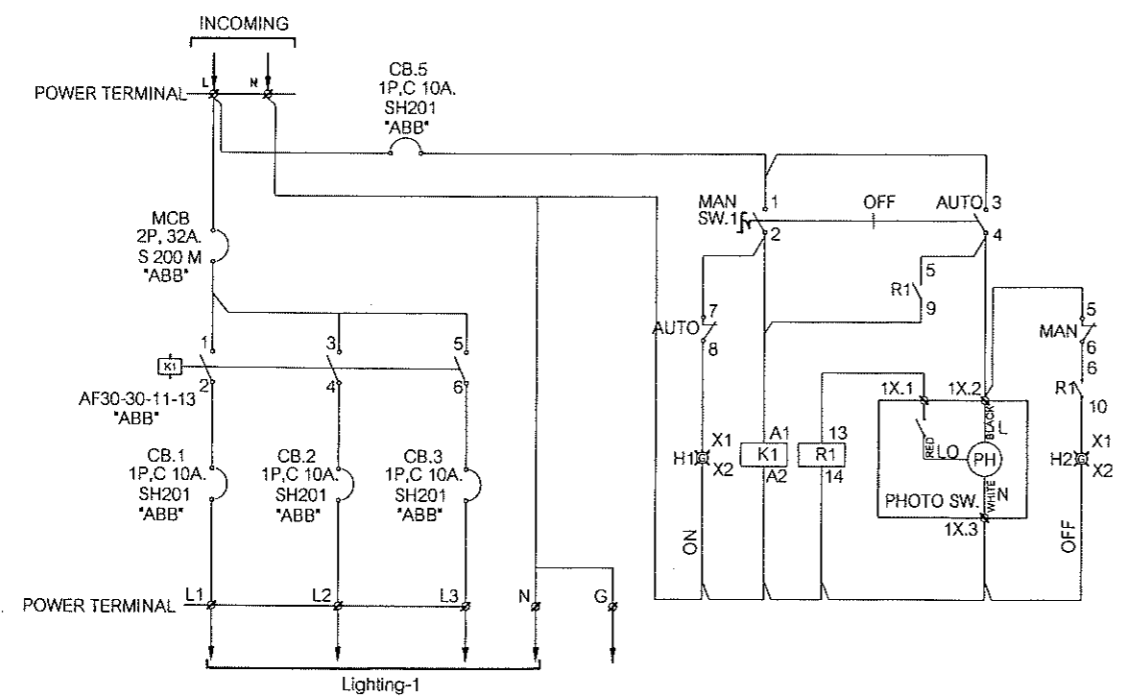 INCOMING
L N
POWER TERMINAL
CB.5
1P,C 10A.
SH201
"ABB"
MCB
2P, 32A.
S 200 M
"ABB"
MAN
SW.1
1
2
OFF
AUTO
3
4
5
R1
9
7
AUTO
8
5
MAN
6
6
R1
10
1
2
3
4
5
6
K1
AF30-30-11-13
"ABB"
CB.1
1P,C 10A.
SH201
"ABB"
CB.2
1P,C 10A.
SH201
"ABB"
CB.3
1P,C 10A.
SH201
"ABB"
H1
X1
X2
G
ON
A1
K1
A2
13
R1
14
1X.1
1X.2
BLACK
L
RED
LO
PH
WHITE
N
PHOTO SW.
1X.3
H2
X1
X2
G
OFF
POWER TERMINAL
L1
L2
L3
N
G
Lighting-1